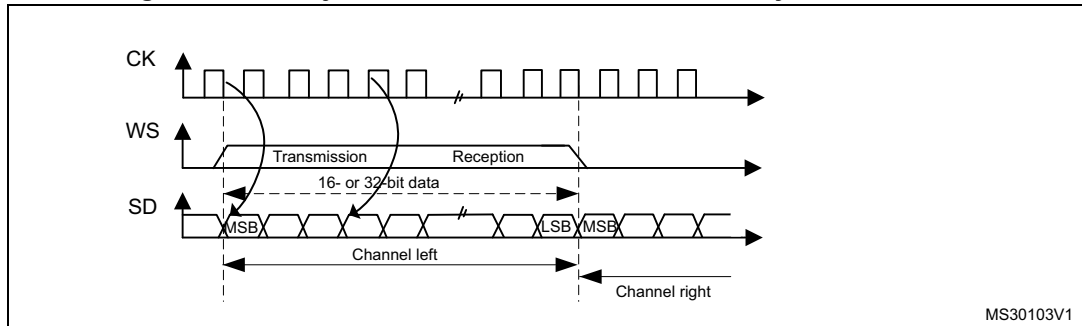 CK
WS
Transmission Reception
16- or 32-bit data
SD
MSB LSB MSB
Channel left
Channel right
MS30103V1